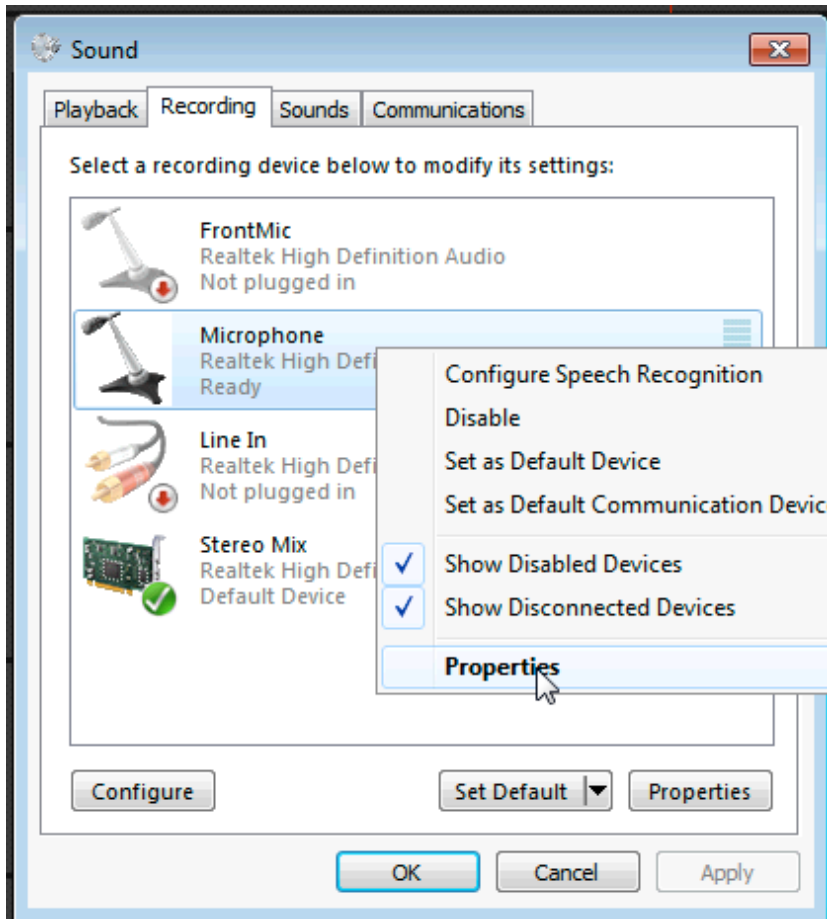 Sound
Playback Recording Sounds Communications
Select a recording device below to modify its settings:
FrontMic
Realtek High Definition Audio
Not plugged in
Microphone
Realtek High Defi
Ready
Line In
Realtek High Defi
Not plugged in
Stereo Mix
Realtek High Defi
Default Device
Configure Speech Recognition
Disable
Set as Default Device
Set as Default Communication Devic
Show Disabled Devices
Show Disconnected Devices
Properties
Configure Set Default Properties
OK Cancel Apply